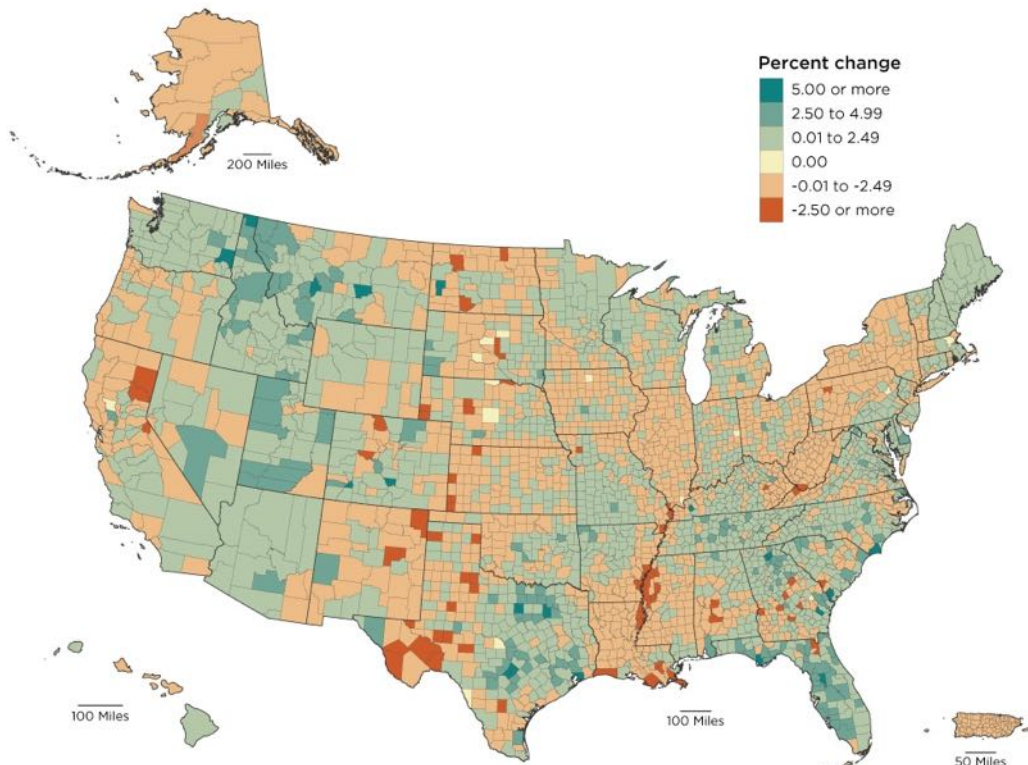 Percent change
5.00 or more
2.50 to 4.99
0.01 to 2.49
0.00
-0.01 to -2.49
-2.50 or more
200 Miles
100 Miles
100 Miles
50 Miles